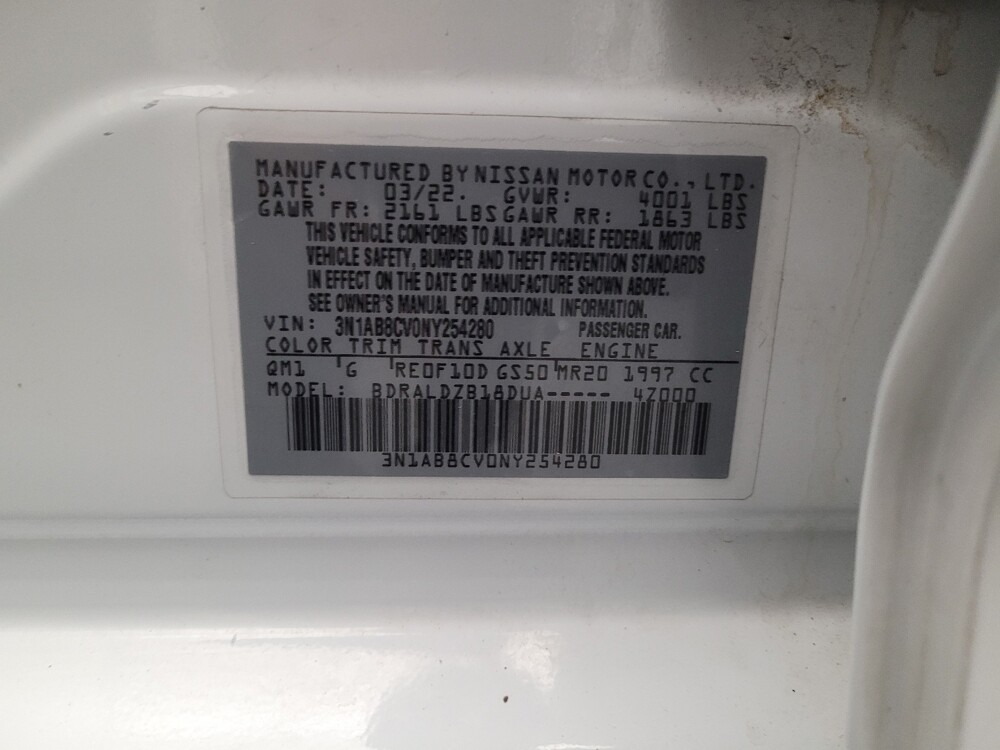 MANUFACTURED BY NISSAN MOTOR CO., LTD.
DATE: 03/22. GVWR: 4001 LBS
GAWR FR: 2161 LBS GAWR RR: 1863 LBS
THIS VEHICLE CONFORMS TO ALL APPLICABLE FEDERAL MOTOR
VEHICLE SAFETY, BUMPER AND THEFT PREVENTION STANDARDS
IN EFFECT ON THE DATE OF MANUFACTURE SHOWN ABOVE.
SEE OWNER'S MANUAL FOR ADDITIONAL INFORMATION.
VIN: 3N1AB8CV0NY254280 PASSENGER CAR.
COLOR TRIM TRANS AXLE ENGINE
QM1 G RE0F10D GS50 MR20 1997 CC
MODEL: BDRALDZB18DUA----- 4Z000
3N1AB8CV0NY254280